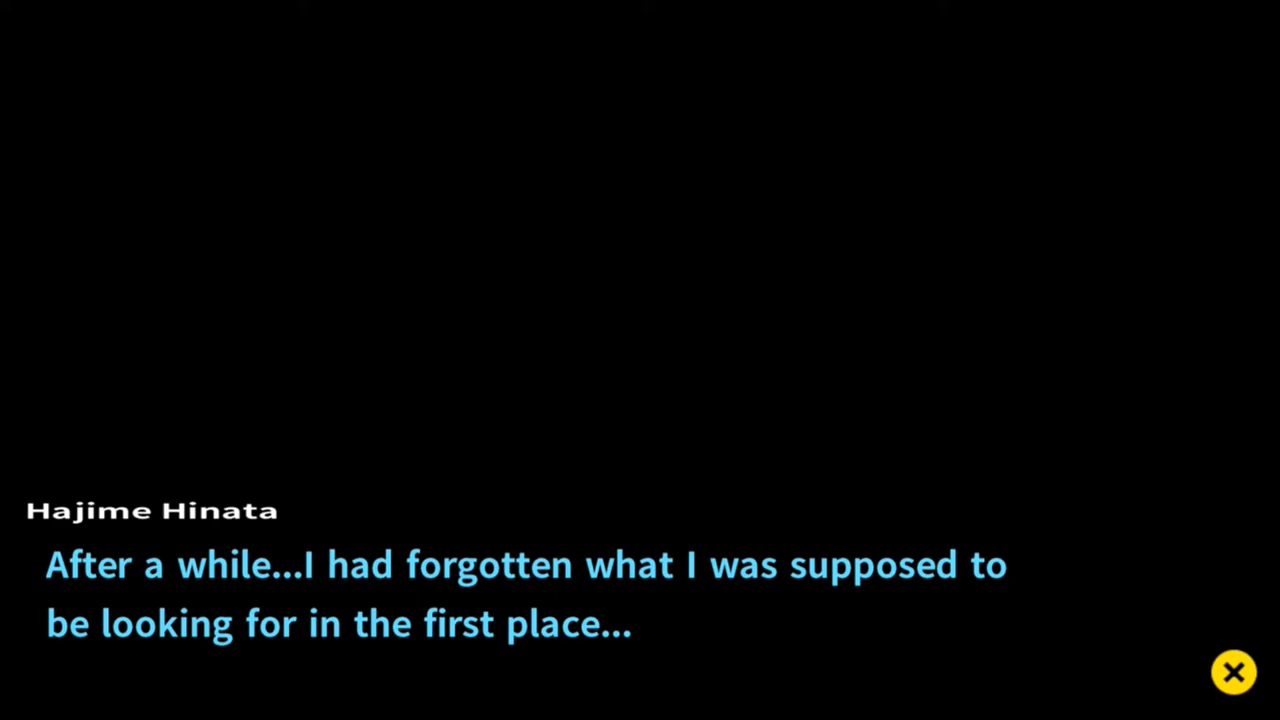 Hajime Hinata
After a while...I had forgotten what I was supposed to
be looking for in the first place...